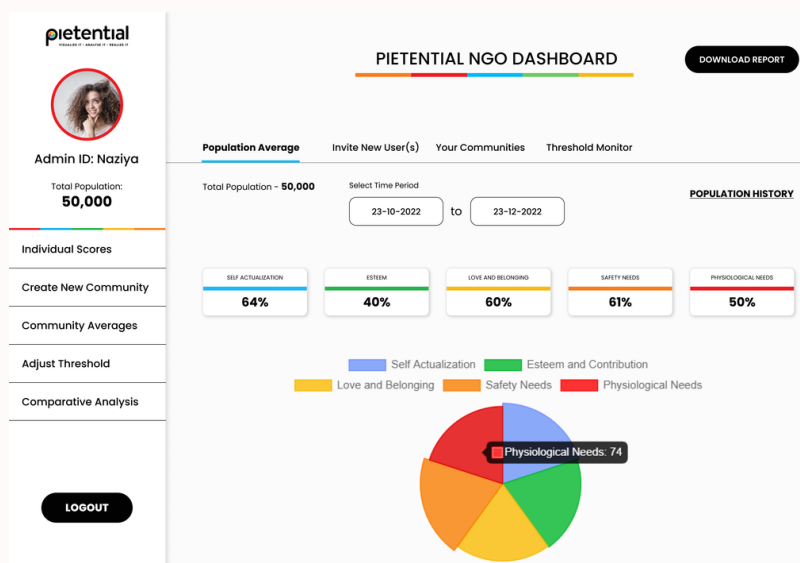 pietential
VISUALIZE IT • ANALYZE IT • REALIZE IT
Admin ID: Naziya
Total Population:
50,000
Individual Scores
Create New Community
Community Averages
Adjust Threshold
Comparative Analysis
LOGOUT
PIETENTIAL NGO DASHBOARD
DOWNLOAD REPORT
Population Average
Invite New User(s)
Your Communities
Threshold Monitor
Total Population - 50,000
Select Time Period
23-10-2022 to 23-12-2022
POPULATION HISTORY
SELF ACTUALIZATION
64%
ESTEEM
40%
LOVE AND BELONGING
60%
SAFETY NEEDS
61%
PHYSIOLOGICAL NEEDS
50%
Self Actualization
Esteem and Contribution
Love and Belonging
Safety Needs
Physiological Needs
Physiological Needs: 74